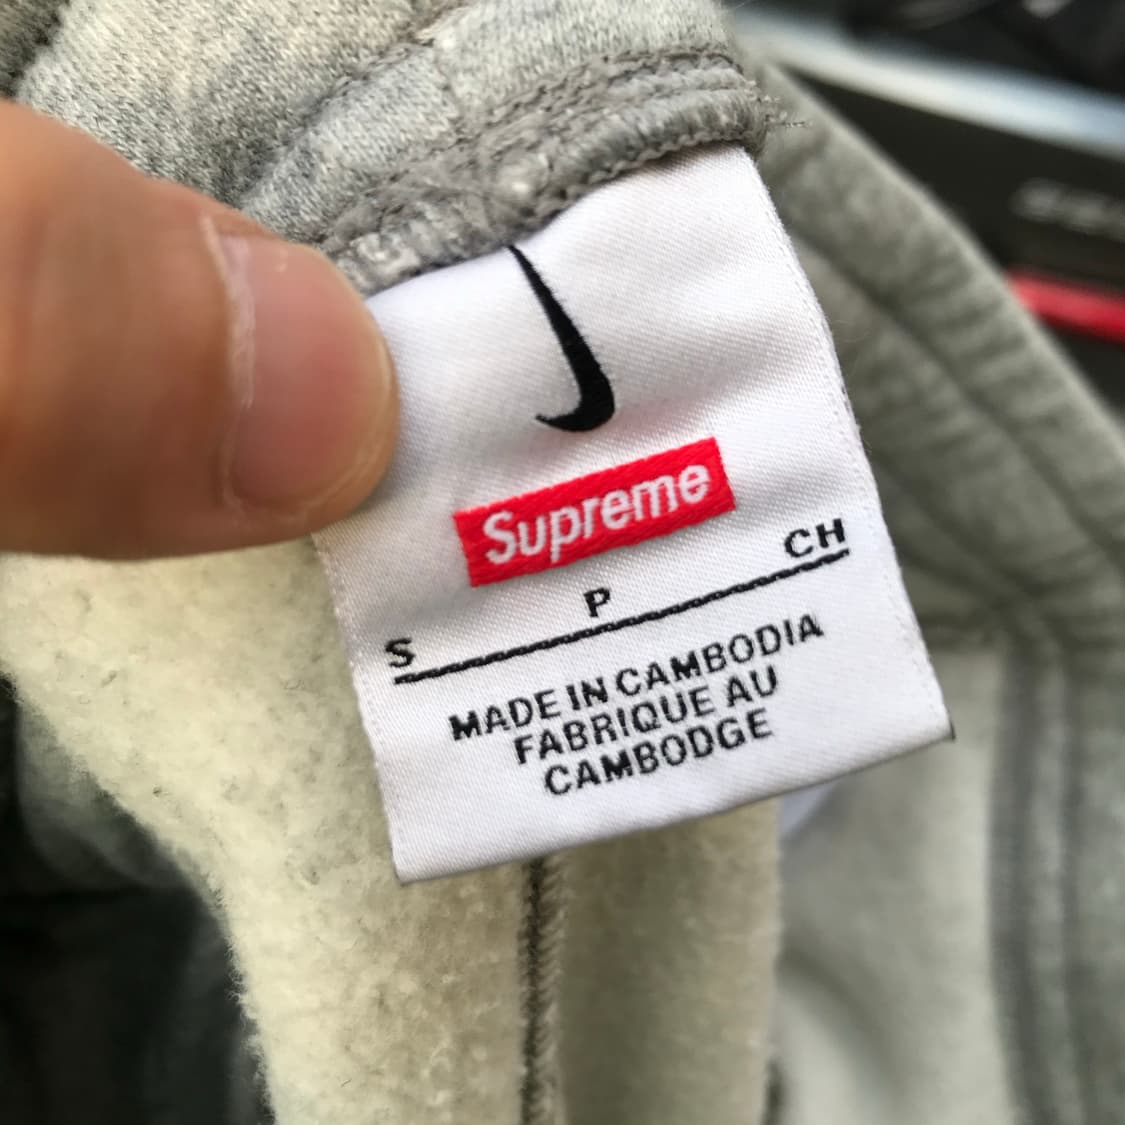 Supreme
S P CH
MADE IN CAMBODIA
FABRIQUE AU
CAMBODGE